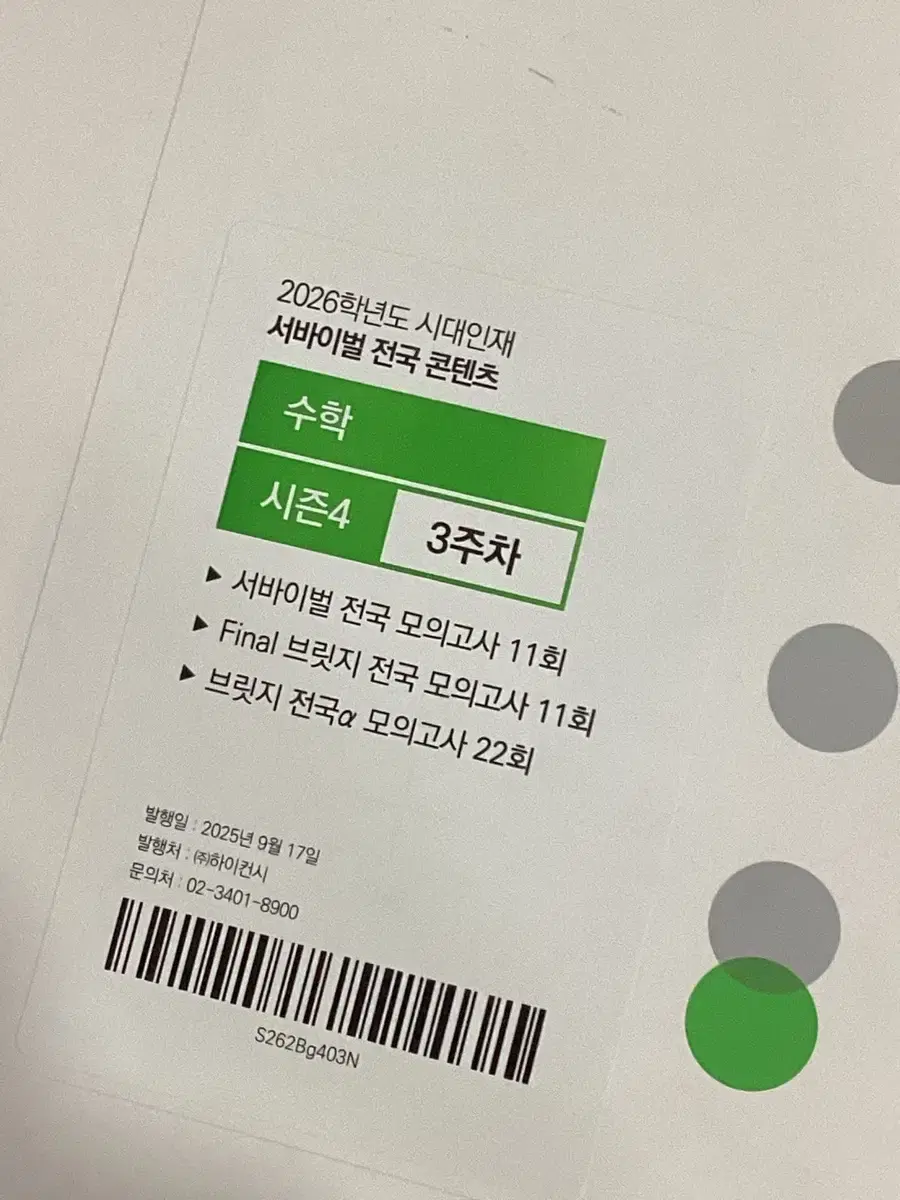 2026학년도 시대인재
서바이벌 전국 콘텐츠
수학
시즌4 3주차
▶ 서바이벌 전국 모의고사 11회
▶ Final 브릿지 전국 모의고사 11회
▶ 브릿지 전국α 모의고사 22회
발행일 : 2025년 9월 17일
발행처 : ㈜하이컨시
문의처 : 02-3401-8900
S262Bg403N